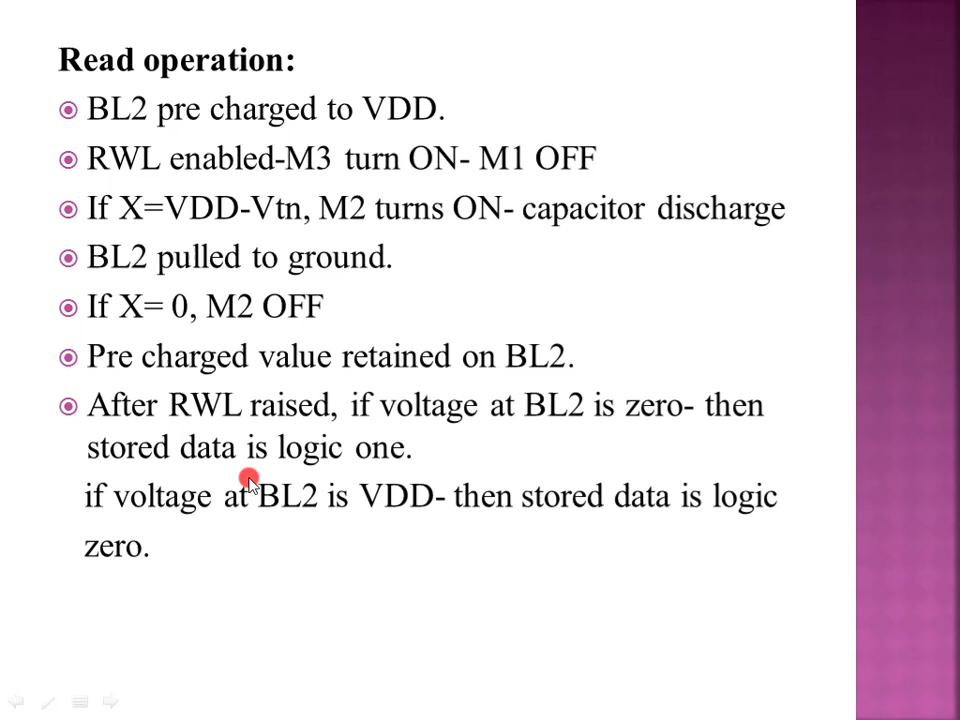 Read operation:
BL2 pre charged to VDD.
RWL enabled-M3 turn ON- M1 OFF
If X=VDD-Vtn, M2 turns ON- capacitor discharge
BL2 pulled to ground.
If X= 0, M2 OFF
Pre charged value retained on BL2.
After RWL raised, if voltage at BL2 is zero- then
stored data is logic one.
if voltage at BL2 is VDD- then stored data is logic
zero.